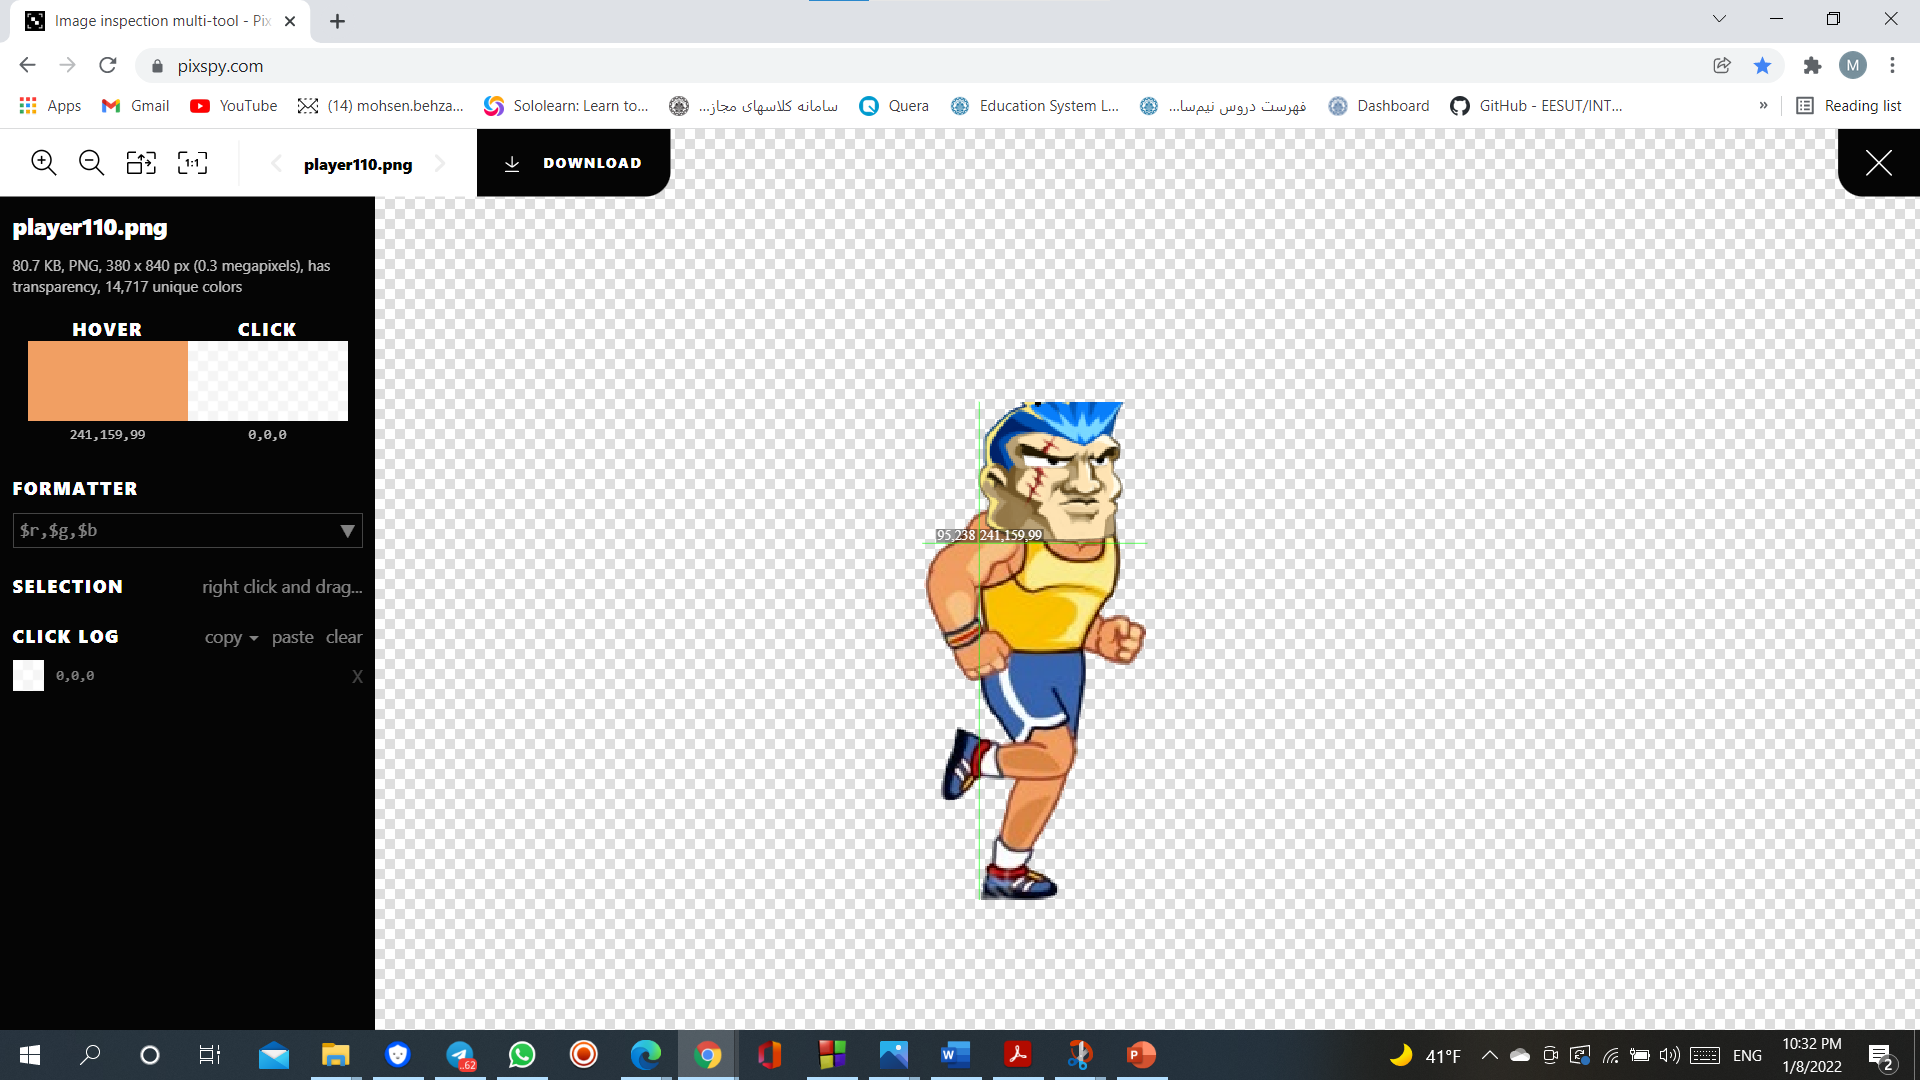 Image inspection multi-tool - Pix
pixspy.com
M
Apps
Gmail
YouTube
(14) mohsen.behza...
Sololearn: Learn to...
سامانه کلاسهای مجاز...
Quera
Education System L...
فهرست دروس نیم‌سا...
Dashboard
GitHub - EESUT/INT...
»
Reading list
1:1
player110.png
DOWNLOAD
player110.png
80.7 KB, PNG, 380 x 840 px (0.3 megapixels), has
transparency, 14,717 unique colors
HOVER CLICK
241,159,99 0,0,0
FORMATTER
$r,$g,$b
SELECTION right click and drag...
CLICK LOG copy paste clear
0,0,0 X
95,238 241,159,99
..62
W
P
41°F
ENG
10:32 PM
1/8/2022
2